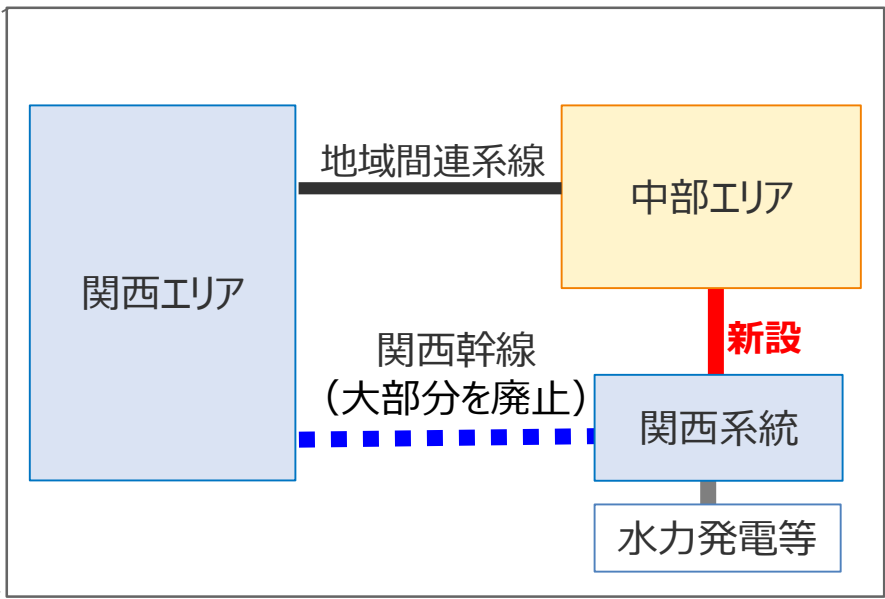 地域間連系線
中部エリア
関西エリア
新設
関西幹線
（大部分を廃止）
関西系統
水力発電等